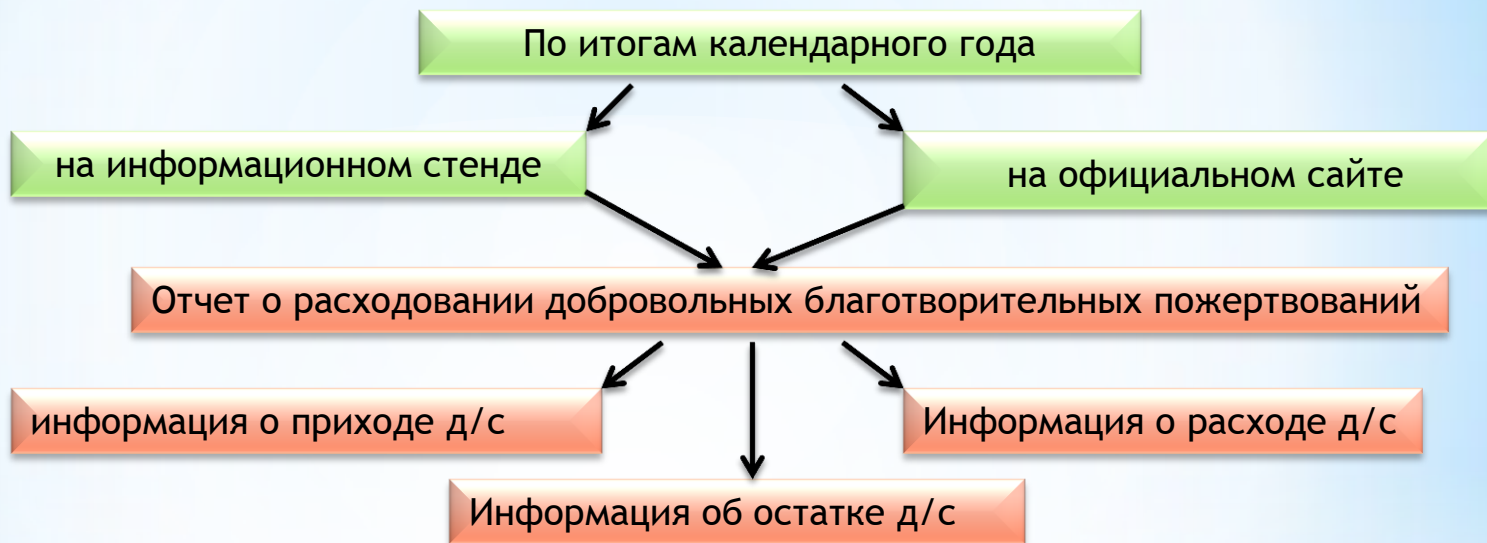 По итогам календарного года
на информационном стенде
на официальном сайте
Отчет о расходовании добровольных благотворительных пожертвований
информация о приходе д/с
Информация о расходе д/с
Информация об остатке д/с